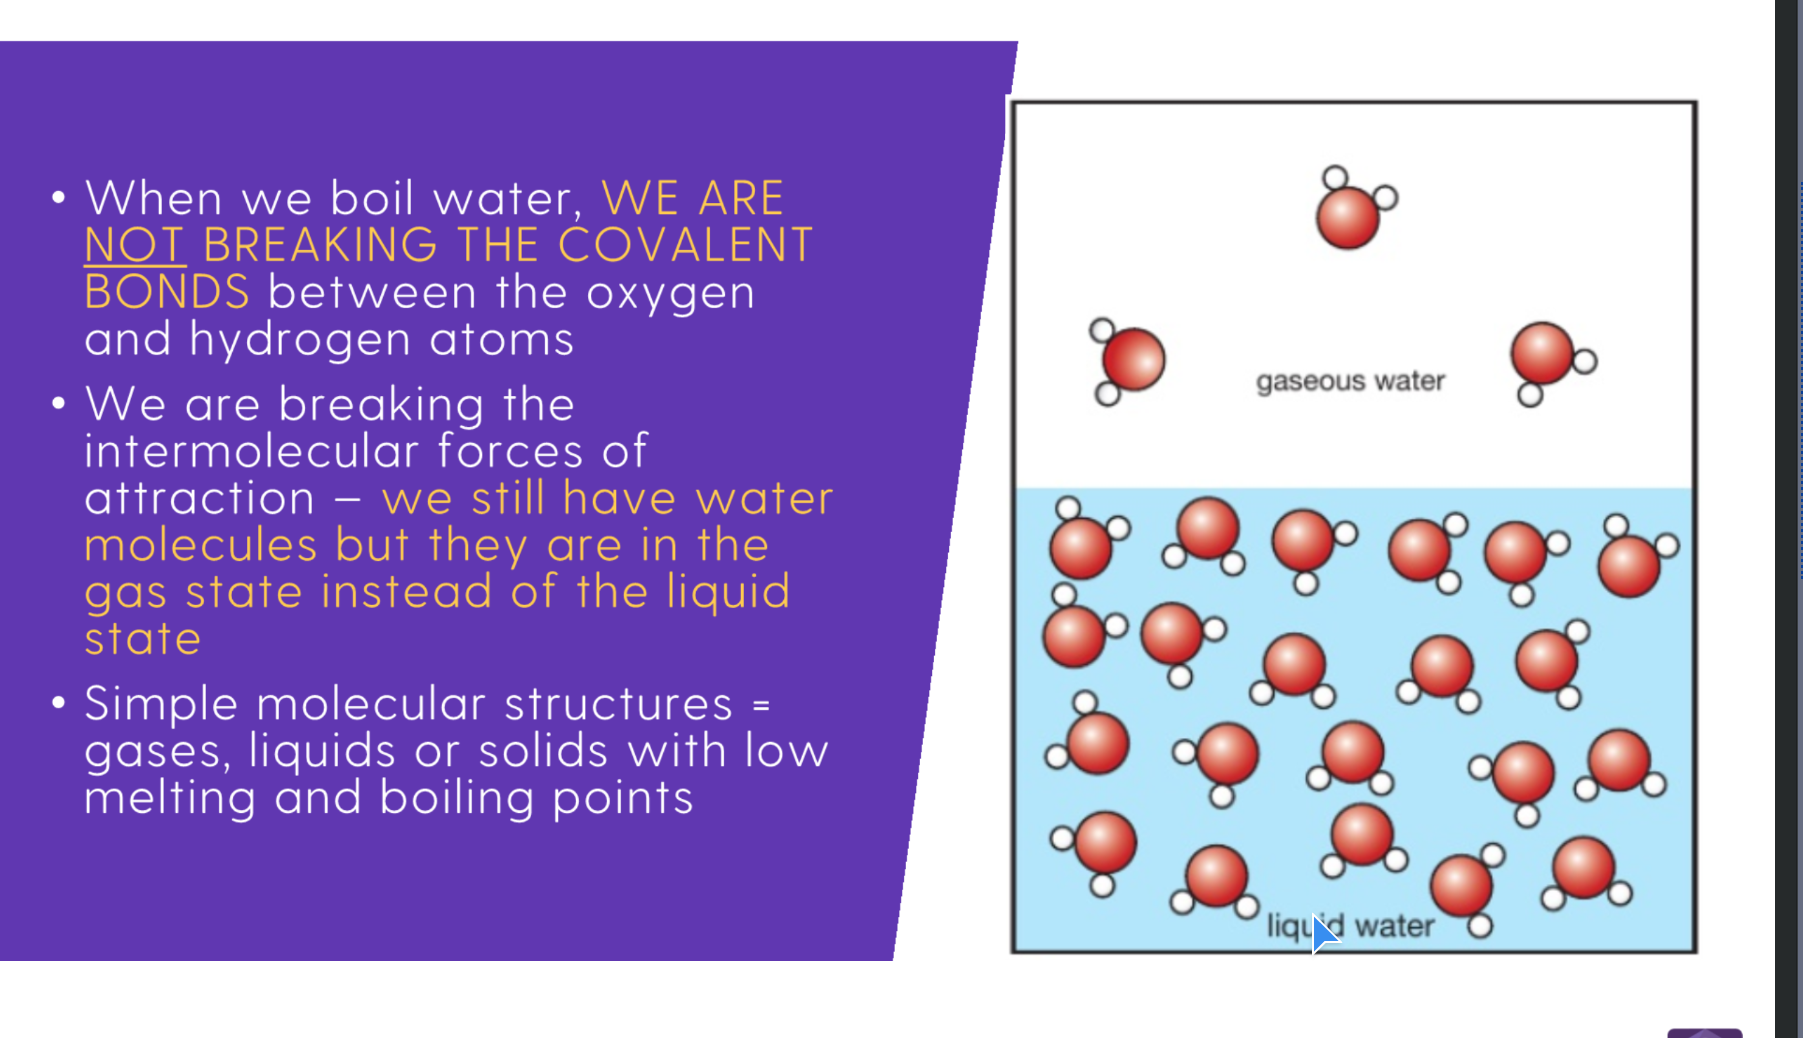 • When we boil water, WE ARE
NOT BREAKING THE COVALENT
BONDS between the oxygen
and hydrogen atoms
• We are breaking the
intermolecular forces of
attraction – we still have water
molecules but they are in the
gas state instead of the liquid
state
• Simple molecular structures =
gases, liquids or solids with low
melting and boiling points
gaseous water
liquid water